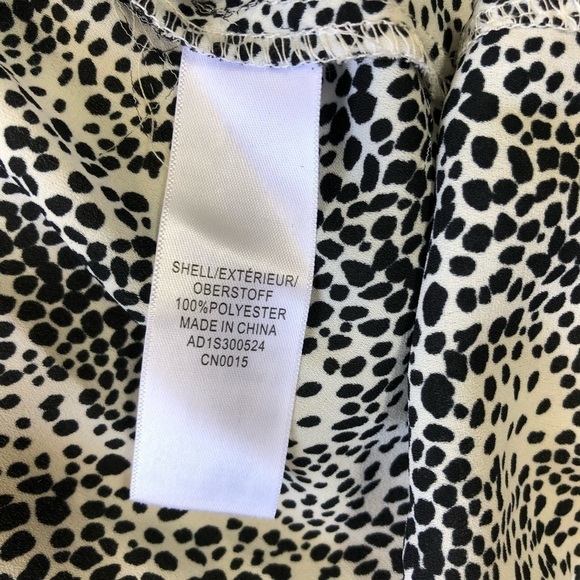 SHELL/EXTÉRIEUR/
OBERSTOFF
100%POLYESTER
MADE IN CHINA
AD1S300524
CN0015